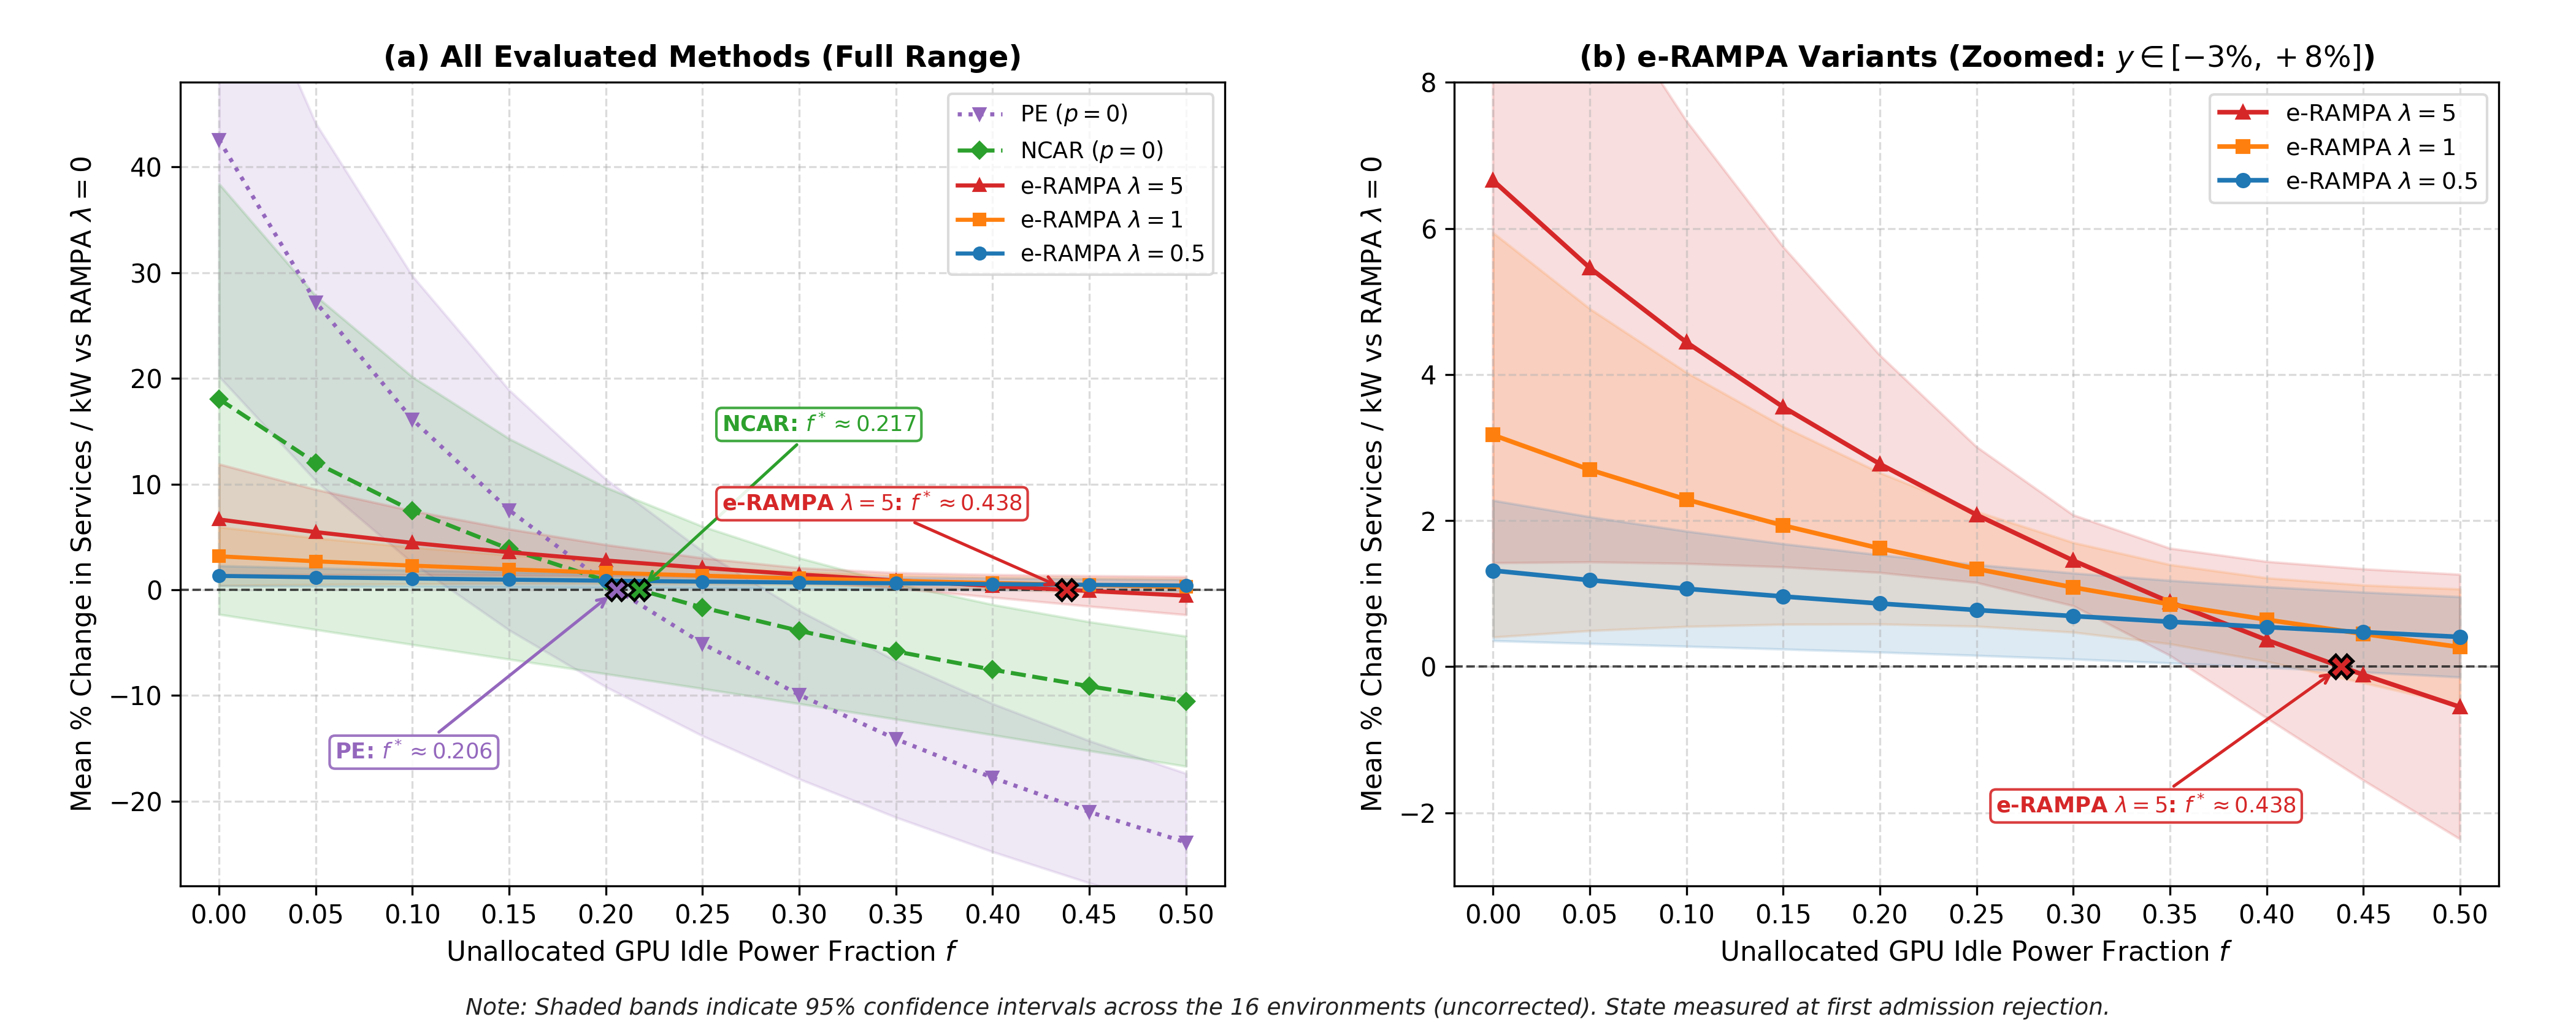 (a) All Evaluated Methods (Full Range)
Mean % Change in Services / kW vs RAMPA λ = 0
40
30
20
10
0
−10
−20
PE (p = 0)
NCAR (p = 0)
e-RAMPA λ = 5
e-RAMPA λ = 1
e-RAMPA λ = 0.5
NCAR: f* ≈ 0.217
e-RAMPA λ = 5: f* ≈ 0.438
PE: f* ≈ 0.206
0.00 0.05 0.10 0.15 0.20 0.25 0.30 0.35 0.40 0.45 0.50
Unallocated GPU Idle Power Fraction f
(b) e-RAMPA Variants (Zoomed: y ∈ [−3%, +8%])
Mean % Change in Services / kW vs RAMPA λ = 0
8
6
4
2
0
−2
e-RAMPA λ = 5
e-RAMPA λ = 1
e-RAMPA λ = 0.5
e-RAMPA λ = 5: f* ≈ 0.438
0.00 0.05 0.10 0.15 0.20 0.25 0.30 0.35 0.40 0.45 0.50
Unallocated GPU Idle Power Fraction f
Note: Shaded bands indicate 95% confidence intervals across the 16 environments (uncorrected). State measured at first admission rejection.